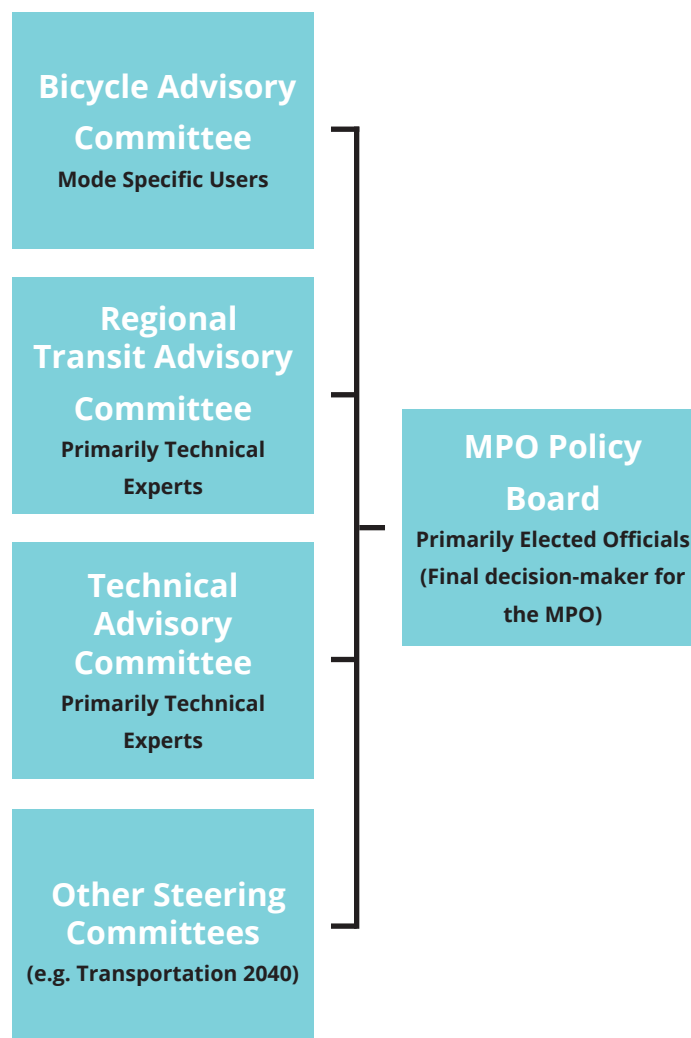 Bicycle Advisory
Committee
Mode Specific Users
Regional
Transit Advisory
Committee
Primarily Technical
Experts
Technical
Advisory
Committee
Primarily Technical
Experts
Other Steering
Committees
(e.g. Transportation 2040)
MPO Policy
Board
Primarily Elected Officials
(Final decision-maker for
the MPO)